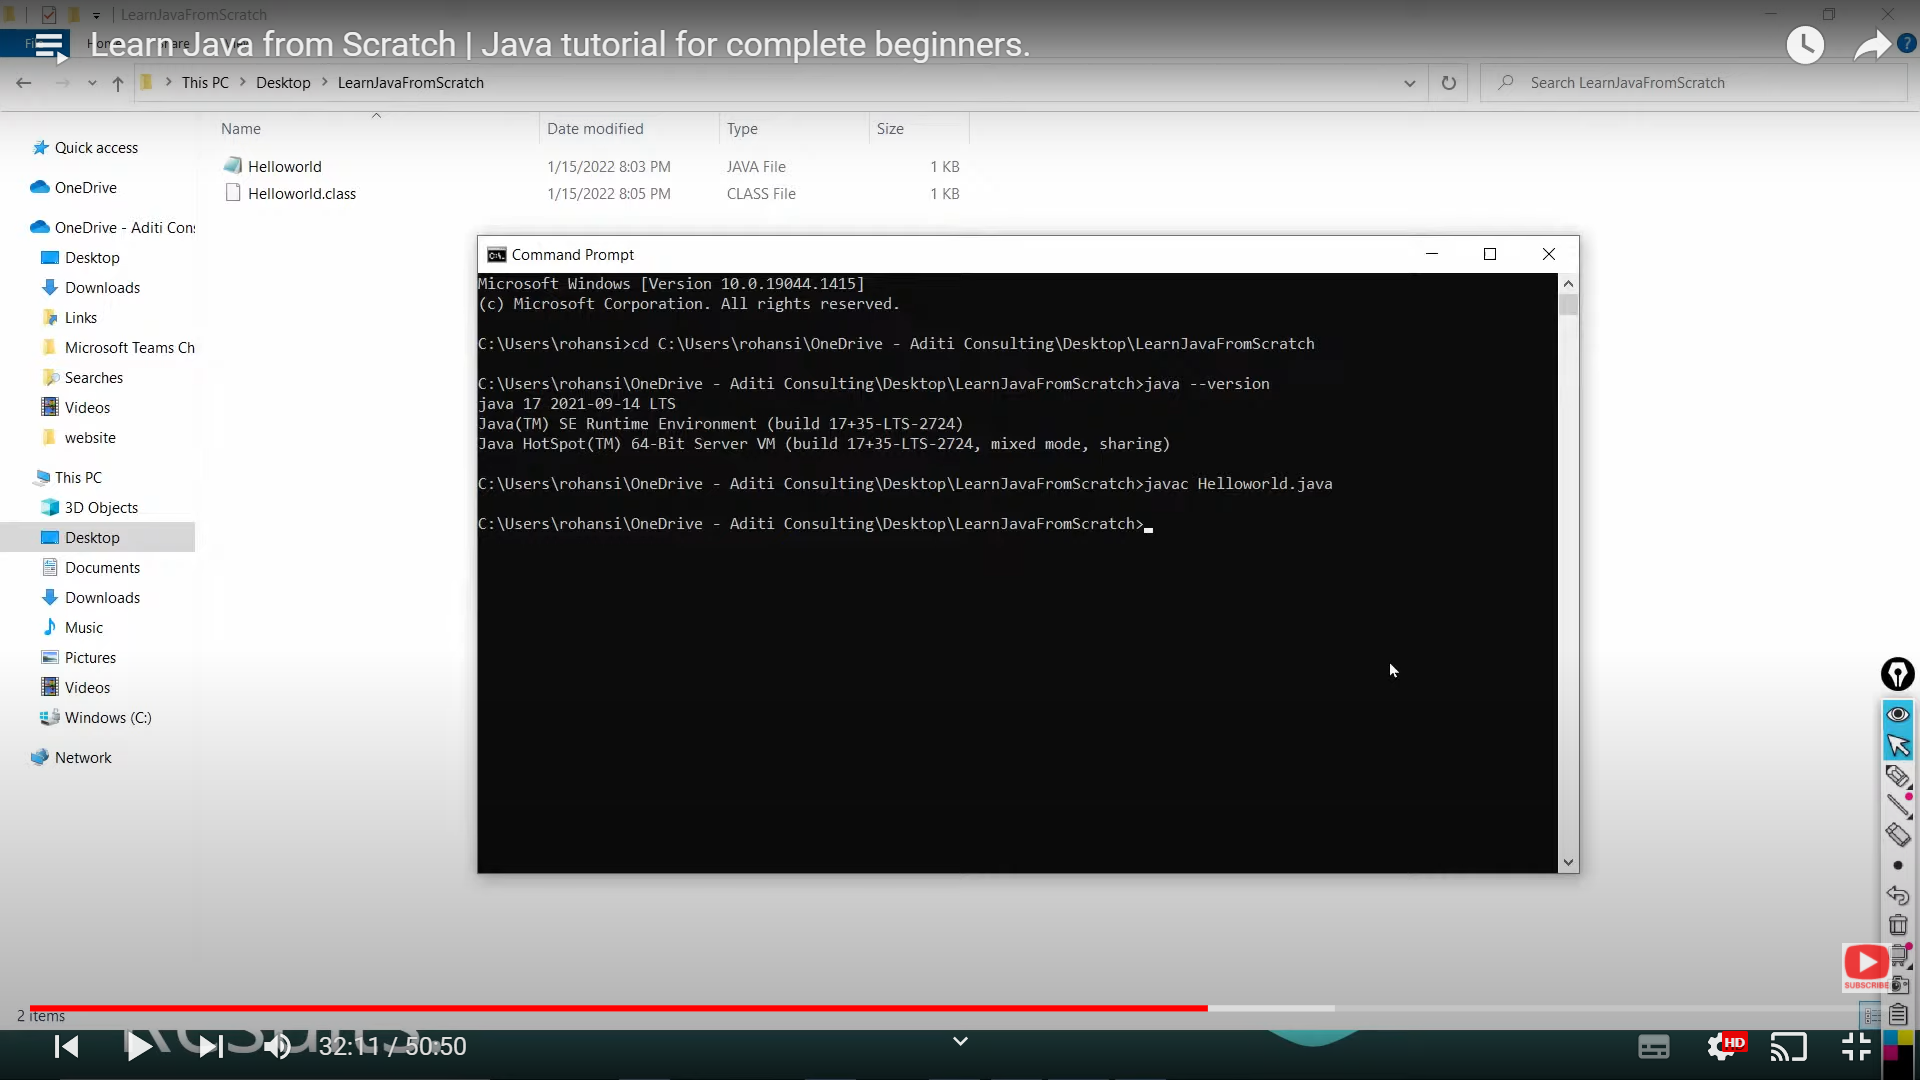 LearnJavaFromScratch
Learn Java from Scratch | Java tutorial for complete beginners.
This PC > Desktop > LearnJavaFromScratch
Search LearnJavaFromScratch
Name Date modified Type Size
Helloworld 1/15/2022 8:03 PM JAVA File 1 KB
Helloworld.class 1/15/2022 8:05 PM CLASS File 1 KB
Quick access
OneDrive
OneDrive - Aditi Cons
Desktop
Downloads
Links
Microsoft Teams Ch
Searches
Videos
website
This PC
3D Objects
Desktop
Documents
Downloads
Music
Pictures
Videos
Windows (C:)
Network
Command Prompt
Microsoft Windows [Version 10.0.19044.1415]
(c) Microsoft Corporation. All rights reserved.
C:\Users\rohansi>cd C:\Users\rohansi\OneDrive - Aditi Consulting\Desktop\LearnJavaFromScratch
C:\Users\rohansi\OneDrive - Aditi Consulting\Desktop\LearnJavaFromScratch>java --version
java 17 2021-09-14 LTS
Java(TM) SE Runtime Environment (build 17+35-LTS-2724)
Java HotSpot(TM) 64-Bit Server VM (build 17+35-LTS-2724, mixed mode, sharing)
C:\Users\rohansi\OneDrive - Aditi Consulting\Desktop\LearnJavaFromScratch>javac Helloworld.java
C:\Users\rohansi\OneDrive - Aditi Consulting\Desktop\LearnJavaFromScratch>
SUBSCRIBE
2 items
32:11 / 50:50
HD